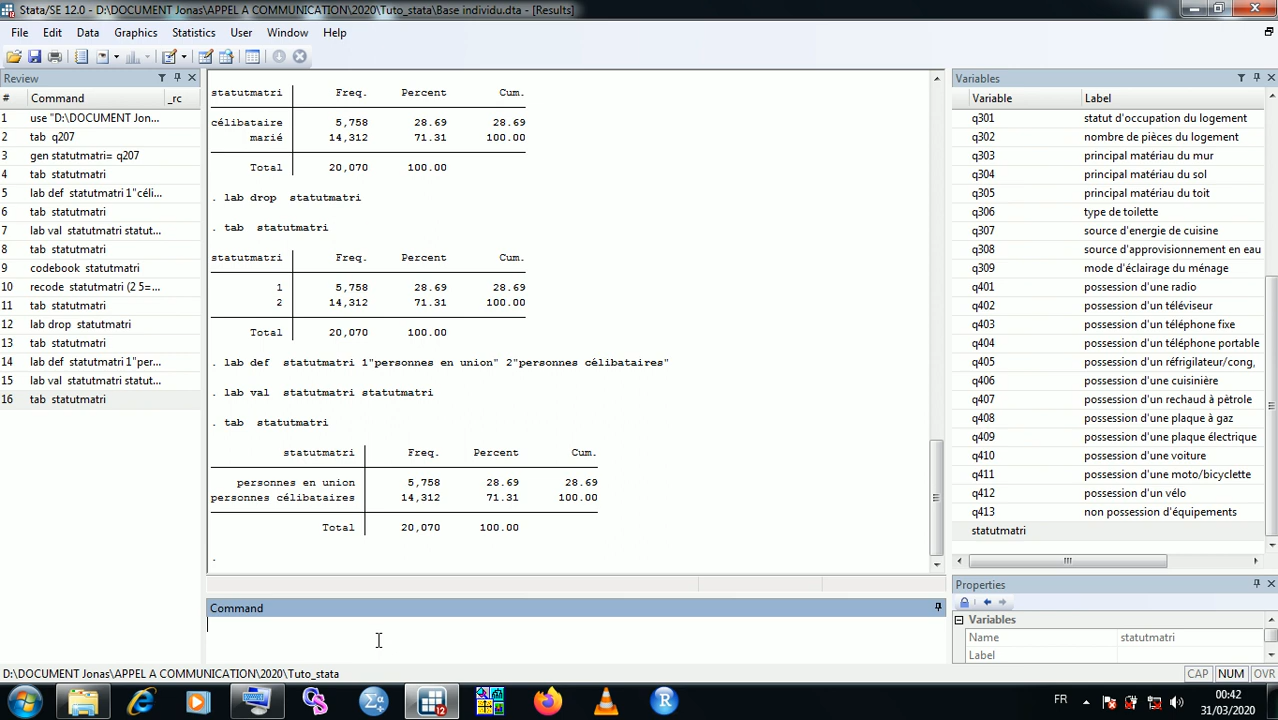 Stata/SE 12.0 - D:\DOCUMENT Jonas\APPEL A COMMUNICATION\2020\Tuto_stata\Base individu.dta - [Results]
File Edit Data Graphics Statistics User Window Help
Review
# Command _rc
1 use "D:\DOCUMENT Jon...
2 tab q207
3 gen statutmatri= q207
4 tab statutmatri
5 lab def statutmatri 1"céli...
6 tab statutmatri
7 lab val statutmatri statut...
8 tab statutmatri
9 codebook statutmatri
10 recode statutmatri (2 5=...
11 tab statutmatri
12 lab drop statutmatri
13 tab statutmatri
14 lab def statutmatri 1"per...
15 lab val statutmatri statut...
16 tab statutmatri
statutmatri Freq. Percent Cum.
célibataire 5,758 28.69 28.69
marié 14,312 71.31 100.00
Total 20,070 100.00
. lab drop statutmatri
. tab statutmatri
statutmatri Freq. Percent Cum.
1 5,758 28.69 28.69
2 14,312 71.31 100.00
Total 20,070 100.00
. lab def statutmatri 1"personnes en union" 2"personnes célibataires"
. lab val statutmatri statutmatri
. tab statutmatri
statutmatri Freq. Percent Cum.
personnes en union 5,758 28.69 28.69
personnes célibataires 14,312 71.31 100.00
Total 20,070 100.00
.
Command
Variables
Variable Label
q301 statut d'occupation du logement
q302 nombre de pièces du logement
q303 principal matériau du mur
q304 principal matériau du sol
q305 principal matériau du toit
q306 type de toilette
q307 source d'energie de cuisine
q308 source d'approvisionnement en eau
q309 mode d'éclairage du ménage
q401 possession d'une radio
q402 possession d'un téléviseur
q403 possession d'un téléphone fixe
q404 possession d'un téléphone portable
q405 possession d'un réfrigilateur/cong,
q406 possession d'une cuisinière
q407 possession d'un rechaud à pètrole
q408 possession d'une plaque à gaz
q409 possession d'une plaque électrique
q410 possession d'une voiture
q411 possession d'une moto/bicyclette
q412 possession d'un vélo
q413 non possession d'équipements
statutmatri
Properties
Variables
Name statutmatri
Label
D:\DOCUMENT Jonas\APPEL A COMMUNICATION\2020\Tuto_stata
CAP NUM OVR
12
R
FR
00:42
31/03/2020